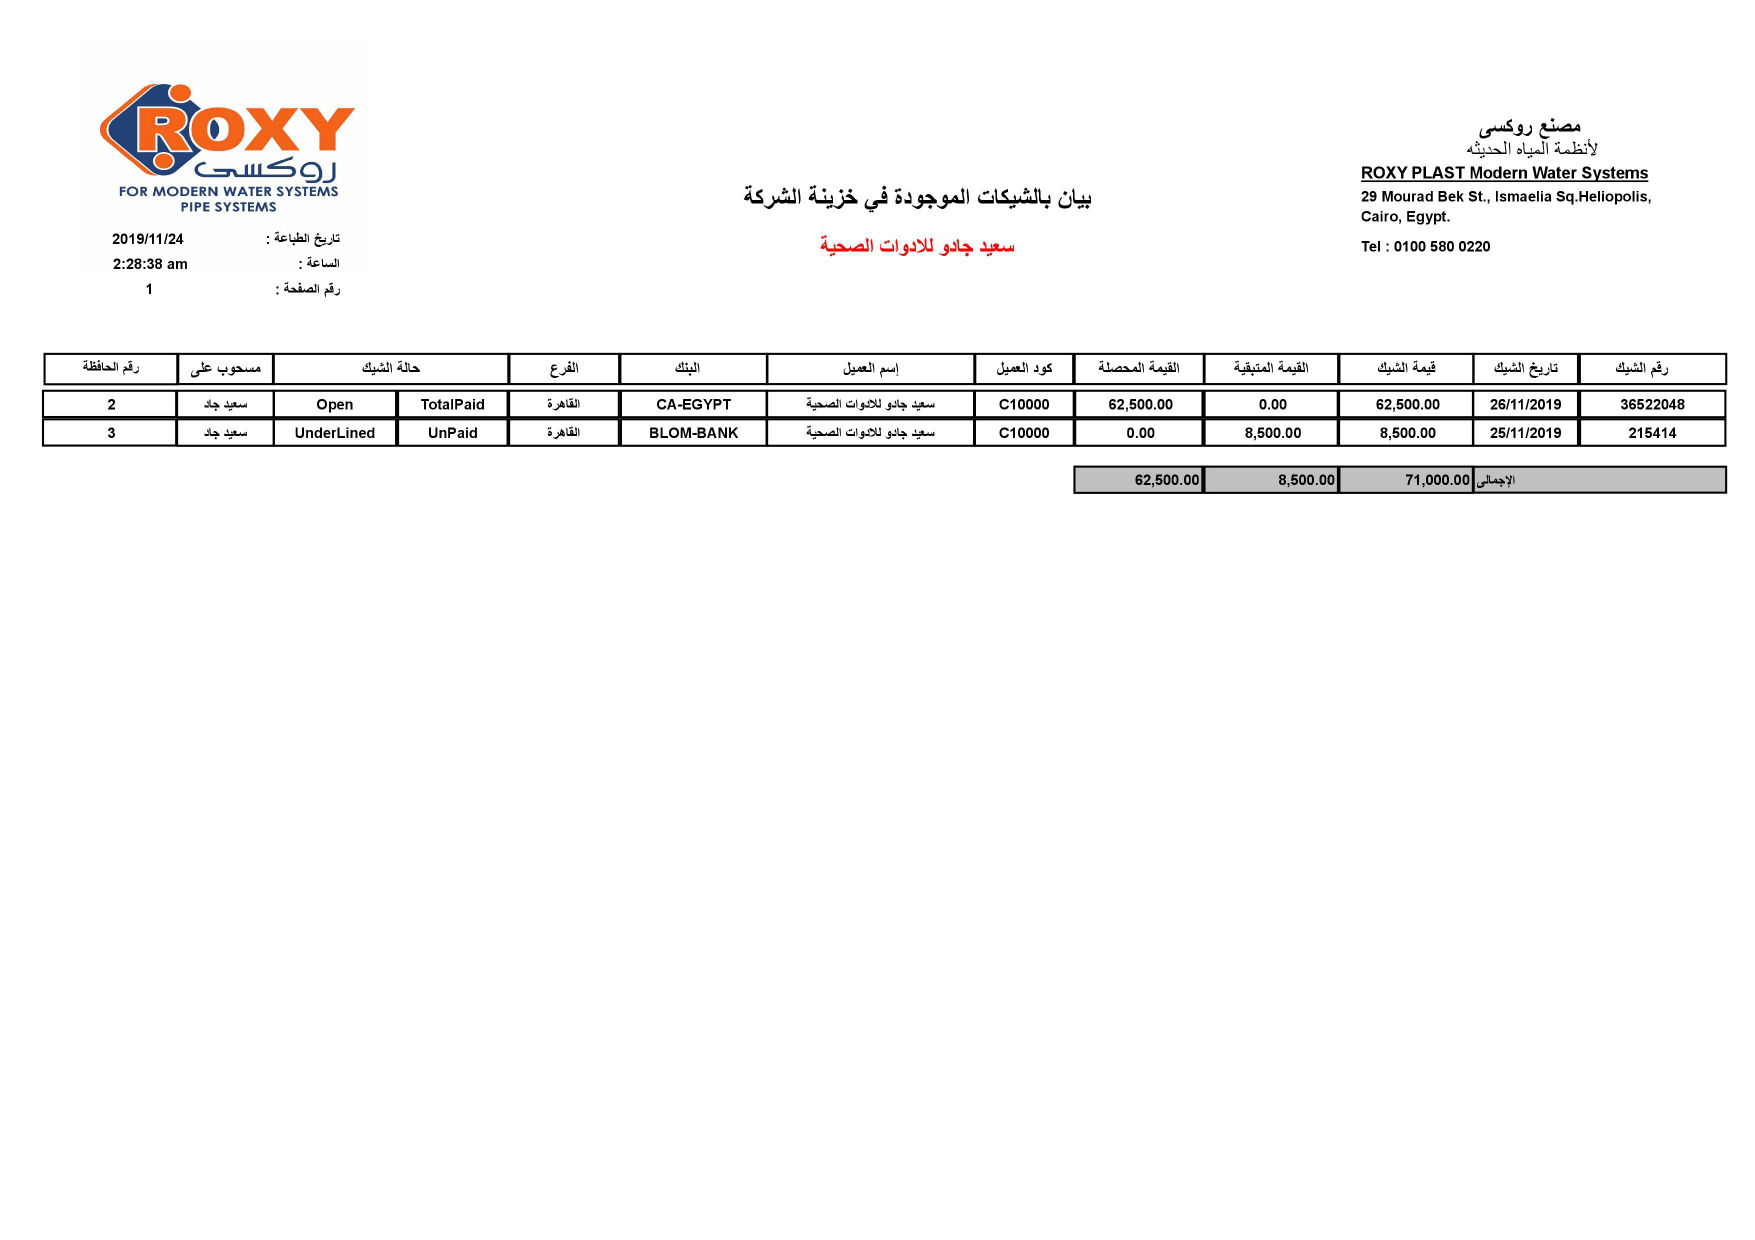 ROXY
روكسى
FOR MODERN WATER SYSTEMS
PIPE SYSTEMS
مصنع روكسى
لأنظمة المياه الحديثه
ROXY PLAST Modern Water Systems
29 Mourad Bek St., Ismaelia Sq.Heliopolis,
Cairo, Egypt.
Tel : 0100 580 0220
بيان بالشيكات الموجودة في خزينة الشركة
سعيد جادو للادوات الصحية
تاريخ الطباعة : 2019/11/24
الساعة : 2:28:38 am
رقم الصفحة : 1
رقم الشيك تاريخ الشيك قيمة الشيك القيمة المتبقية القيمة المحصلة كود العميل إسم العميل البنك الفرع حالة الشيك مسحوب على رقم الحافظة
36522048 26/11/2019 62,500.00 0.00 62,500.00 C10000 سعيد جادو للادوات الصحية CA-EGYPT القاهرة TotalPaid Open سعيد جاد 2
215414 25/11/2019 8,500.00 8,500.00 0.00 C10000 سعيد جادو للادوات الصحية BLOM-BANK القاهرة UnPaid UnderLined سعيد جاد 3
الإجمالى 71,000.00 8,500.00 62,500.00